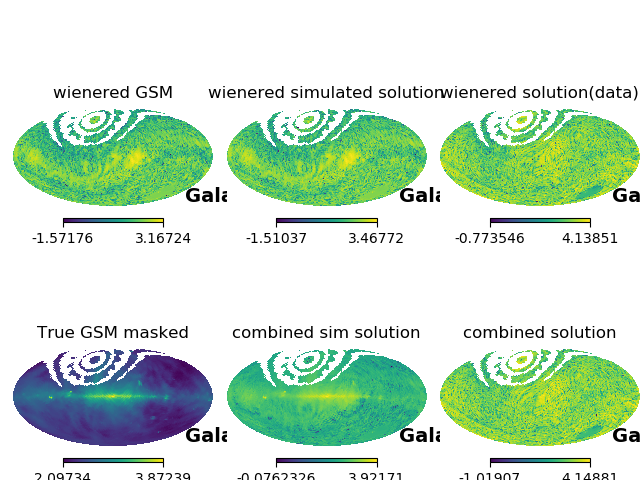 wienered GSM wienered simulated solution wienered solution(data)
Gala Gala Ga
-1.57176 3.16724 -1.51037 3.46772 -0.773546 4.13851
True GSM masked combined sim solution combined solution
Gala Gala Ga
2.09734 3.87239 -0.0762326 3.92171 -1.01907 4.14881